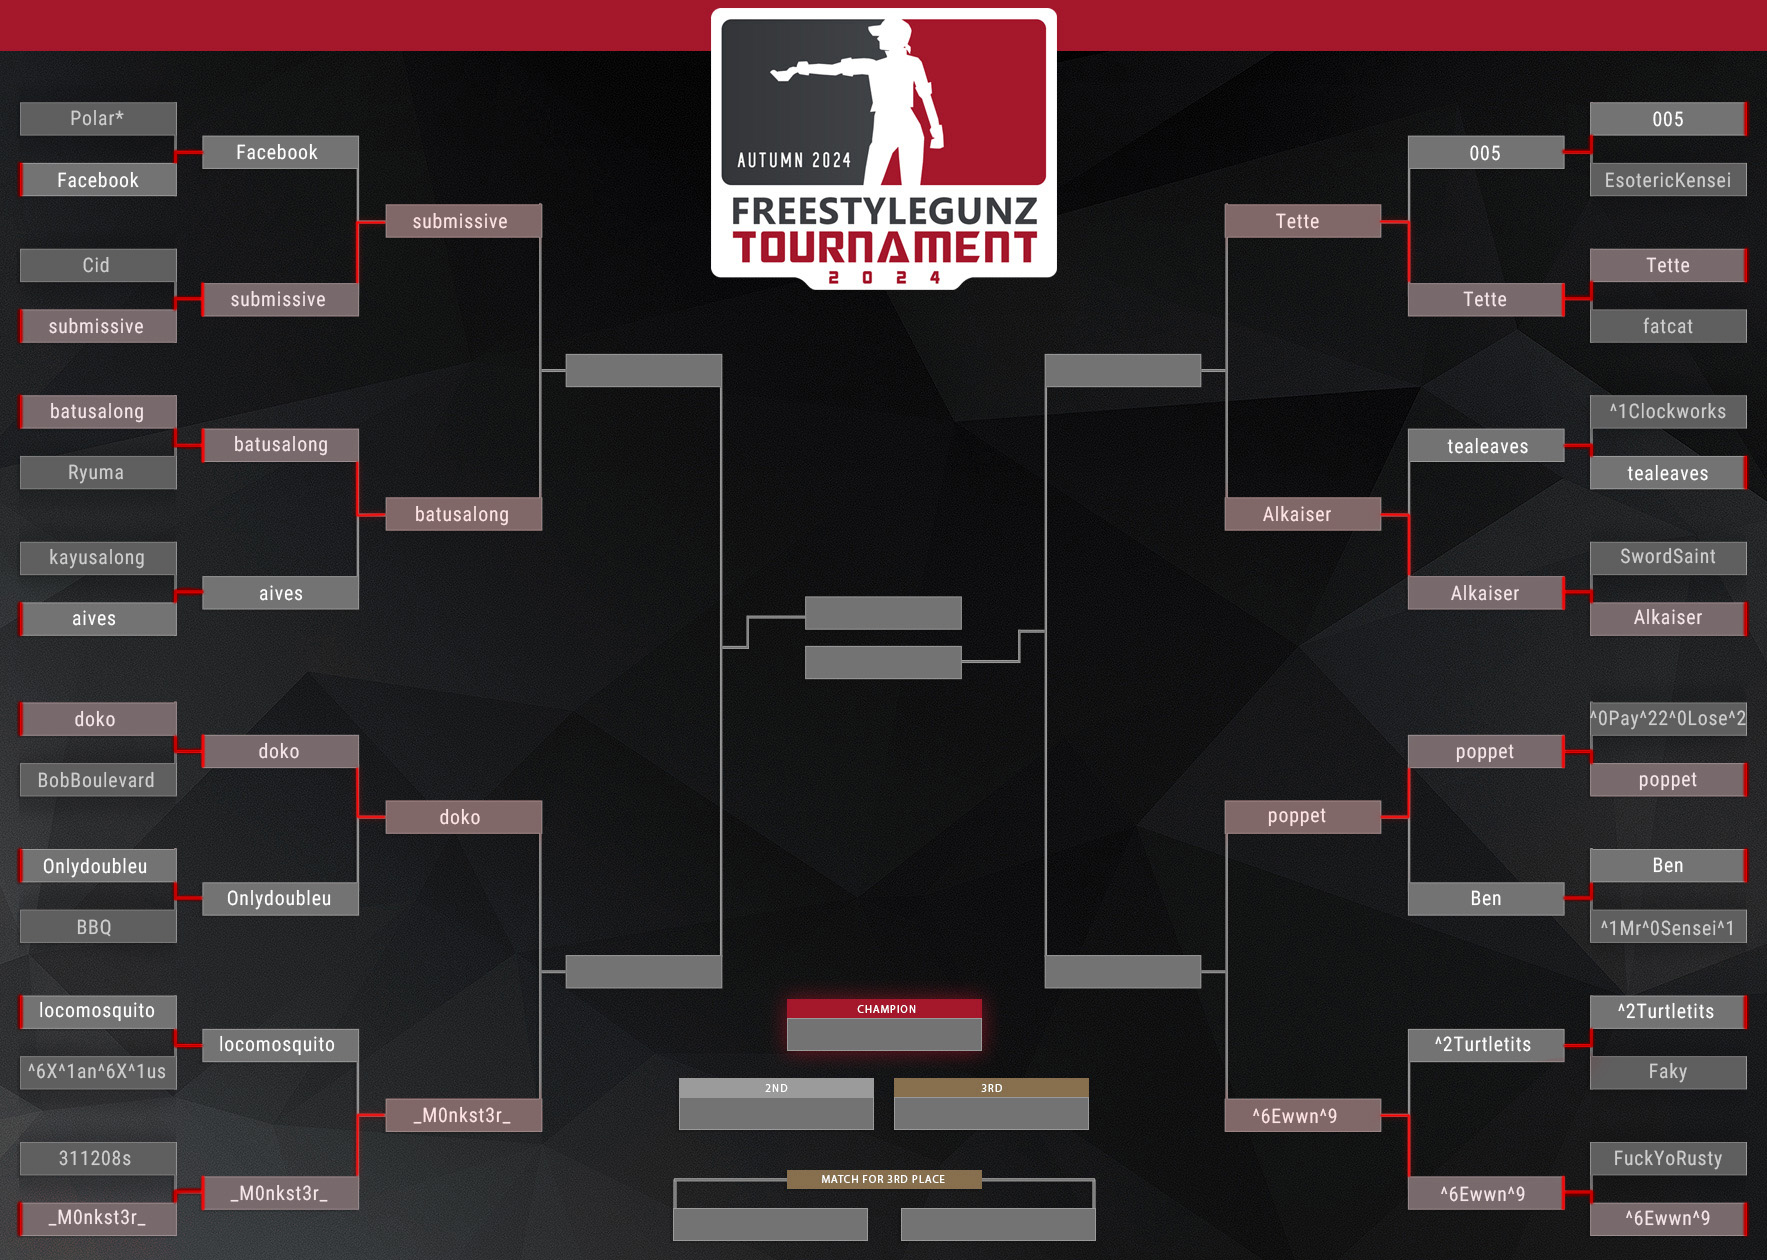 AUTUMN 2024
FREESTYLEGUNZ
TOURNAMENT
2024
Polar*
Facebook
Cid
submissive
batusalong
Ryuma
kayusalong
aives
doko
BobBoulevard
Onlydoubleu
BBQ
locomosquito
^6X^1an^6X^1us
311208s
_M0nkst3r_
Facebook
submissive
batusalong
aives
doko
Onlydoubleu
locomosquito
_M0nkst3r_
submissive
batusalong
doko
_M0nkst3r_
CHAMPION
2ND
3RD
MATCH FOR 3RD PLACE
Tette
Alkaiser
poppet
^6Ewwn^9
005
Tette
tealeaves
Alkaiser
poppet
Ben
^2Turtletits
^6Ewwn^9
005
EsotericKensei
Tette
fatcat
^1Clockworks
tealeaves
SwordSaint
Alkaiser
^0Pay^22^0Lose^2
poppet
Ben
^1Mr^0Sensei^1
^2Turtletits
Faky
FuckYoRusty
^6Ewwn^9